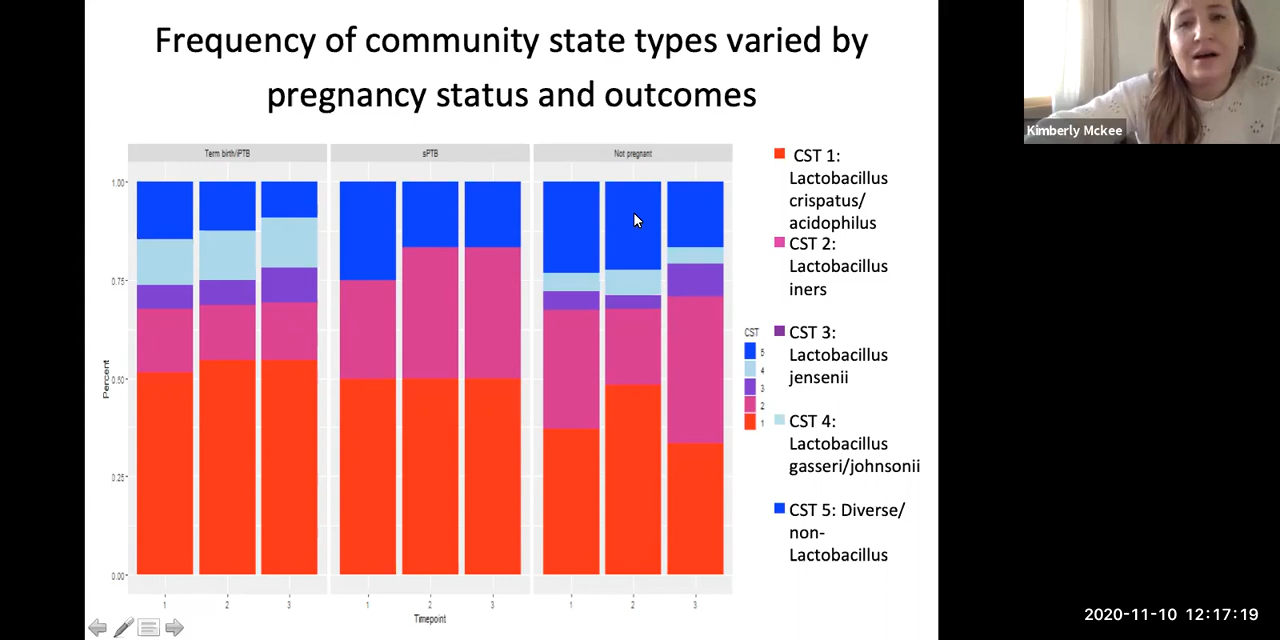 Frequency of community state types varied by
pregnancy status and outcomes
Kimberly Mckee
Term birth/iPTB
sPTB
Not pregnant
1.00
0.75
0.50
0.25
0.00
Percent
1
2
3
1
2
3
1
2
3
Timepoint
CST
5
4
3
2
1
CST 1:
Lactobacillus
crispatus/
acidophilus
CST 2:
Lactobacillus
iners
CST 3:
Lactobacillus
jensenii
CST 4:
Lactobacillus
gasseri/johnsonii
CST 5: Diverse/
non-
Lactobacillus
2020-11-10 12:17:19